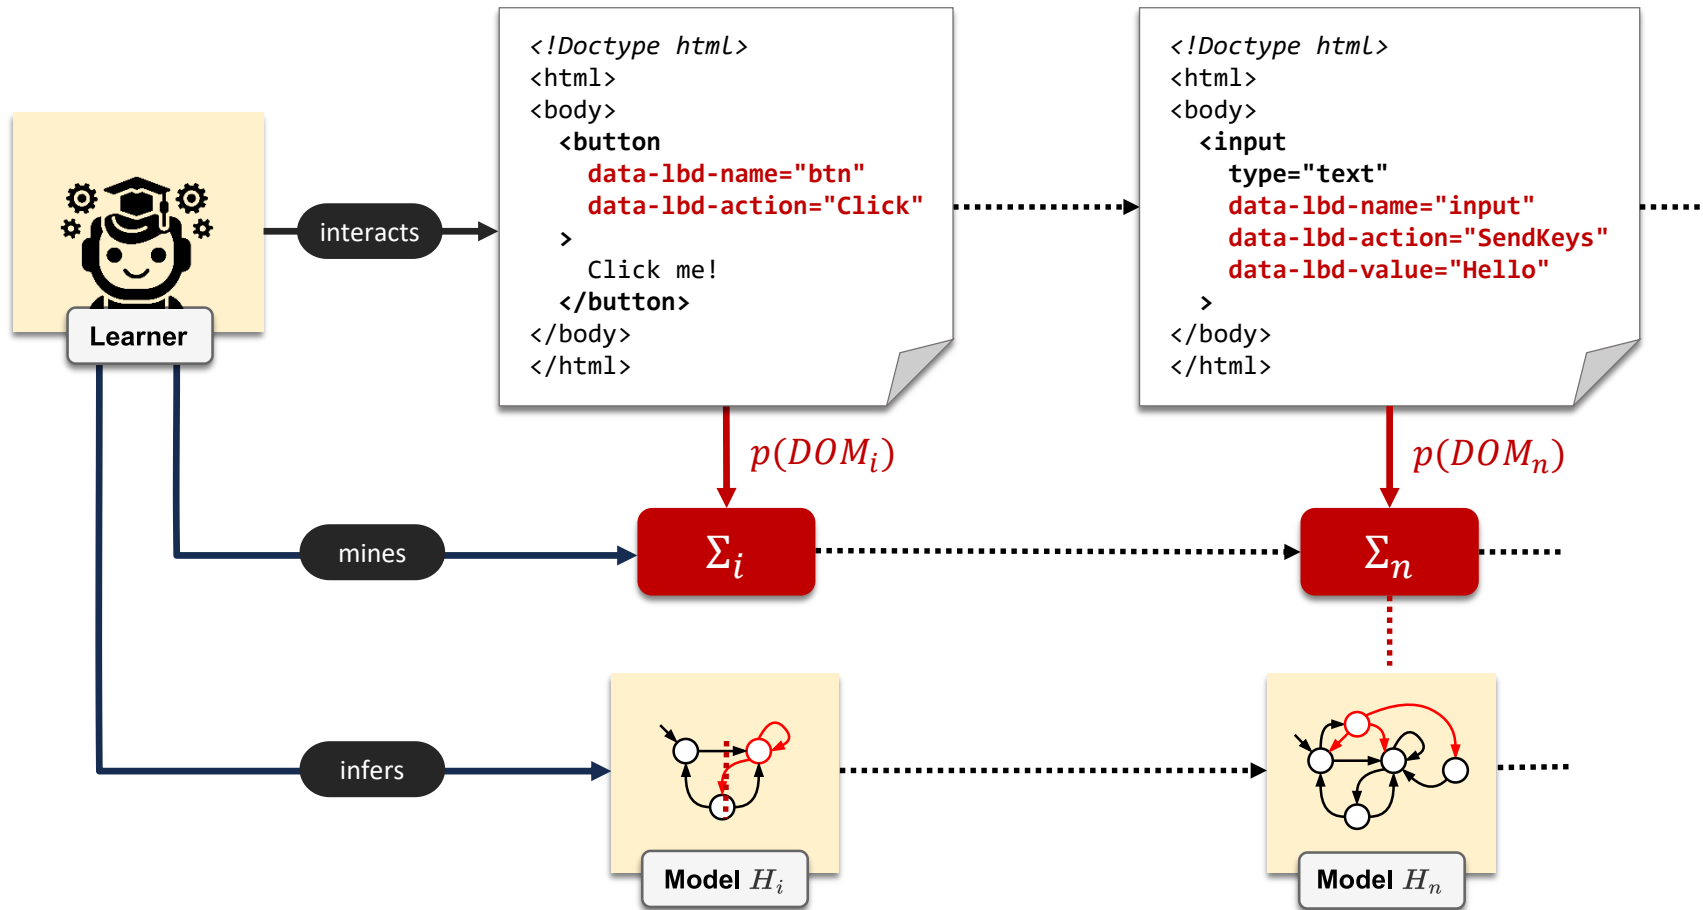 <!Doctype html>
<html>
<body>
<button
data-lbd-name="btn"
data-lbd-action="Click"
>
Click me!
</button>
</body>
</html>
<!Doctype html>
<html>
<body>
<input
type="text"
data-lbd-name="input"
data-lbd-action="SendKeys"
data-lbd-value="Hello"
>
</body>
</html>
interacts
Learner
p(DOMᵢ)
p(DOMₙ)
mines
Σᵢ
Σₙ
infers
Model Hᵢ
Model Hₙ